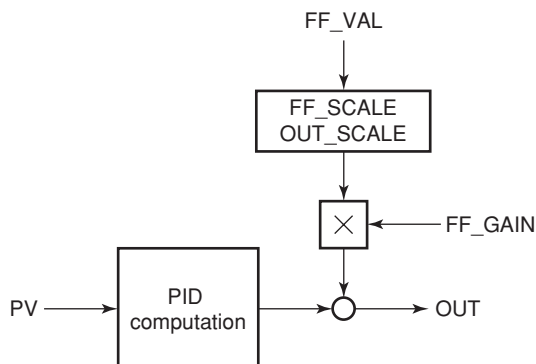 FF_VAL
FF_SCALE
OUT_SCALE
×
FF_GAIN
PV
PID
computation
OUT